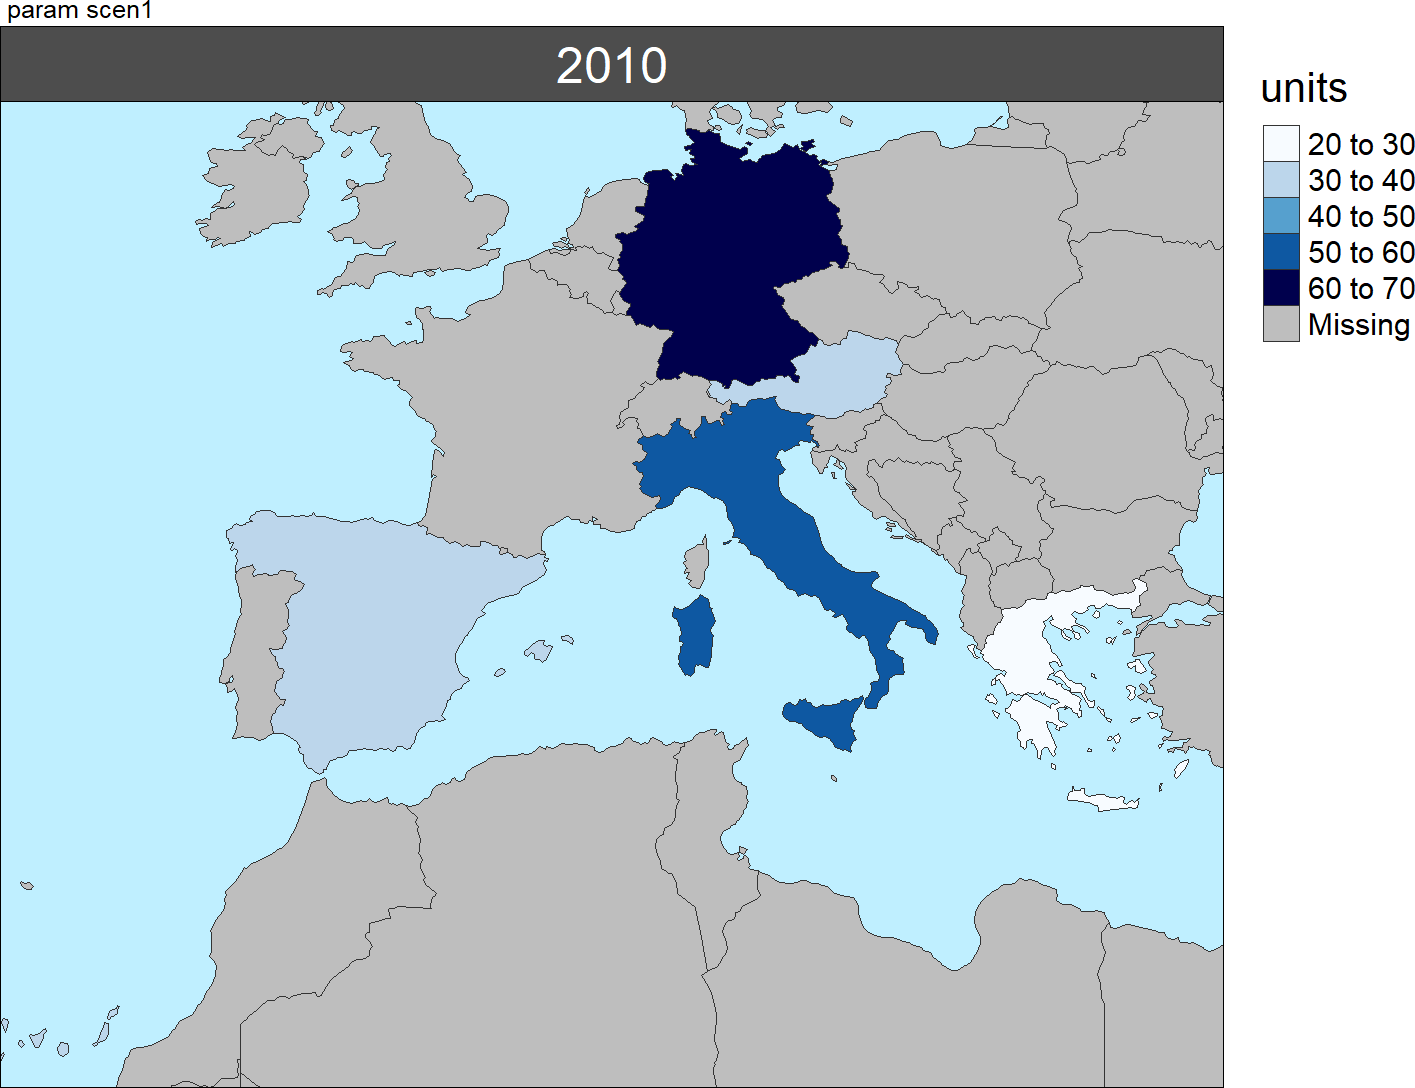 param scen1
2010
units
20 to 30
30 to 40
40 to 50
50 to 60
60 to 70
Missing